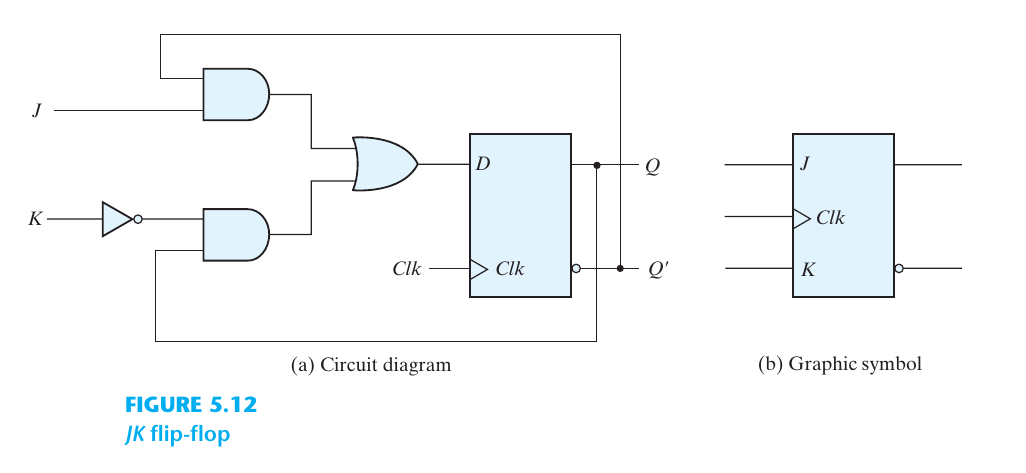 J
K
D
Clk
Clk
Q
Q′
J
Clk
K
(a) Circuit diagram
(b) Graphic symbol
FIGURE 5.12
JK flip-flop